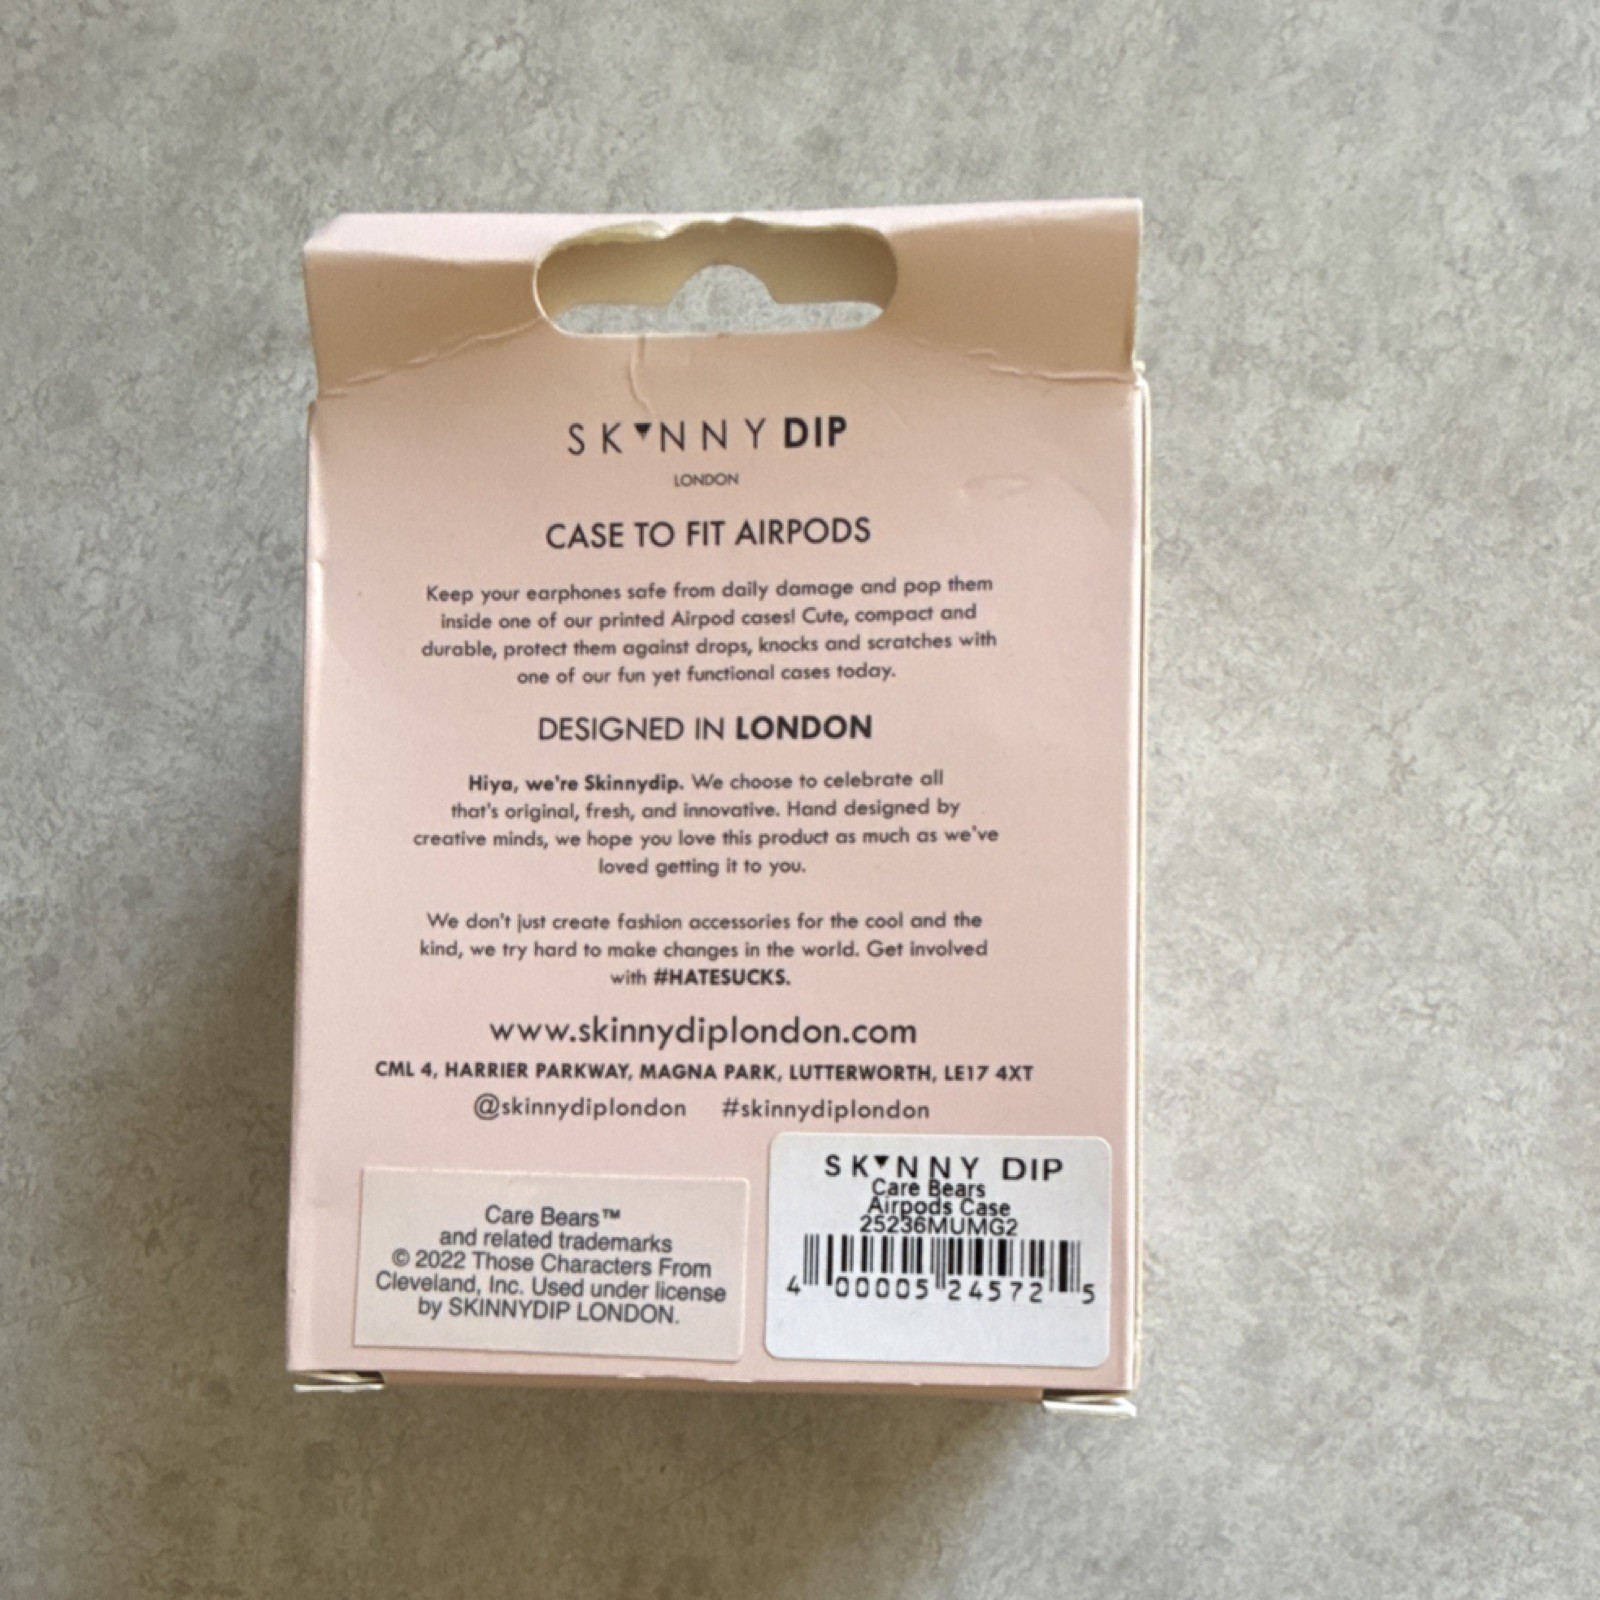 SKINNY DIP
LONDON
CASE TO FIT AIRPODS
Keep your earphones safe from daily damage and pop them
inside one of our printed Airpod cases! Cute, compact and
durable, protect them against drops, knocks and scratches with
one of our fun yet functional cases today.
DESIGNED IN LONDON
Hiya, we're Skinnydip. We choose to celebrate all
that's original, fresh, and innovative. Hand designed by
creative minds, we hope you love this product as much as we've
loved getting it to you.
We don't just create fashion accessories for the cool and the
kind, we try hard to make changes in the world. Get involved
with #HATESUCKS.
www.skinnydiplondon.com
CML 4, HARRIER PARKWAY, MAGNA PARK, LUTTERWORTH, LE17 4XT
@skinnydiplondon #skinnydiplondon
Care Bears™
and related trademarks
© 2022 Those Characters From
Cleveland, Inc. Used under license
by SKINNYDIP LONDON.
SKINNY DIP
Care Bears
Airpods Case
25236MUMG2
4 00005 24572 5